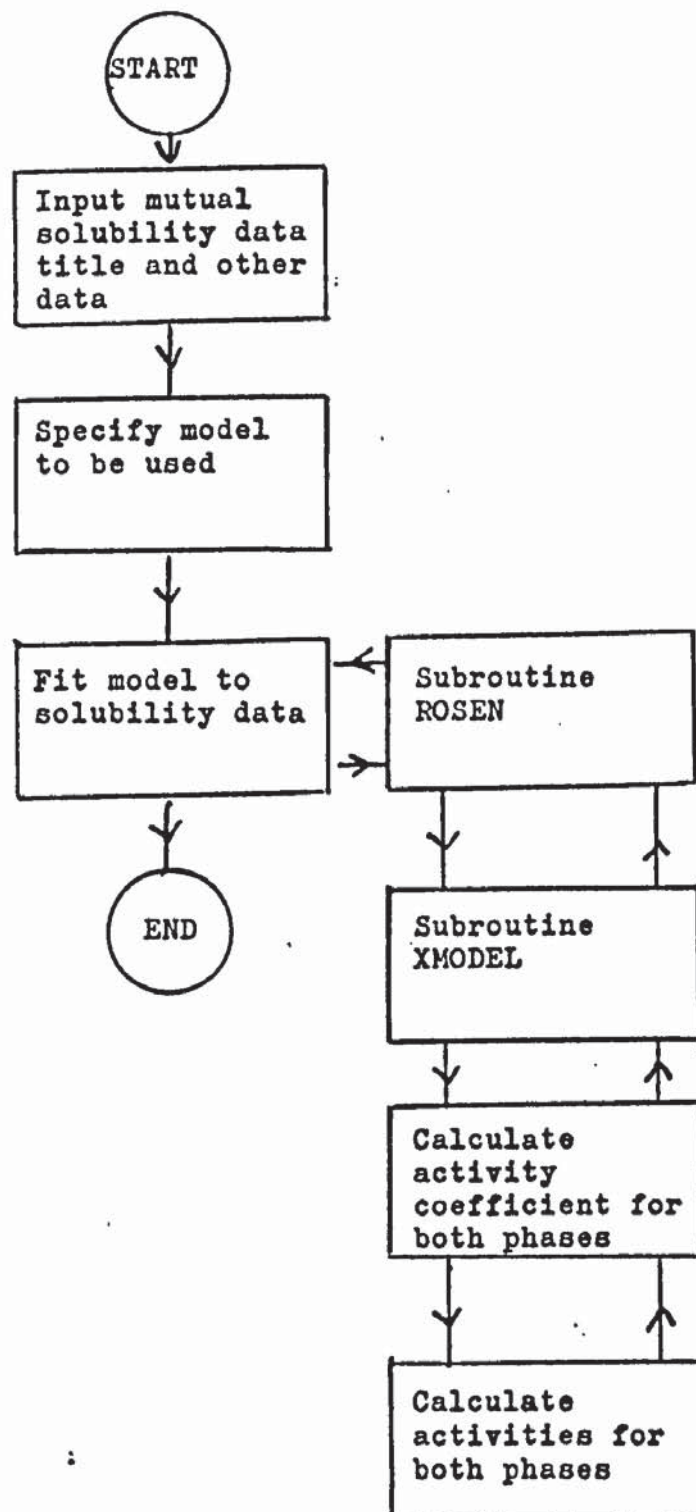 START
Input mutual
solubility data
title and other
data
Specify model
to be used
Fit model to
solubility data
Subroutine
ROSEN
END
Subroutine
XMODEL
Calculate
activity
coefficient for
both phases
Calculate
activities for
both phases